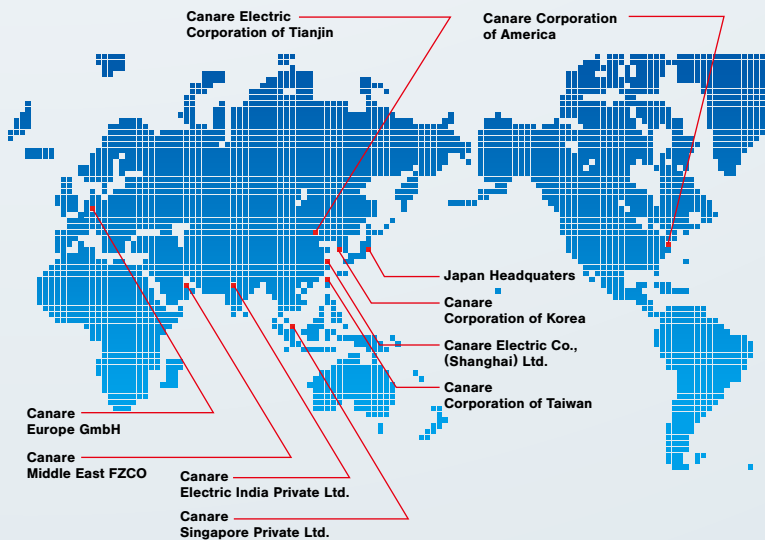 Canare Electric
Corporation of Tianjin
Canare Corporation
of America
Japan Headquaters
Canare
Corporation of Korea
Canare Electric Co.,
(Shanghai) Ltd.
Canare
Corporation of Taiwan
Canare
Europe GmbH
Canare
Middle East FZCO
Canare
Electric India Private Ltd.
Canare
Singapore Private Ltd.